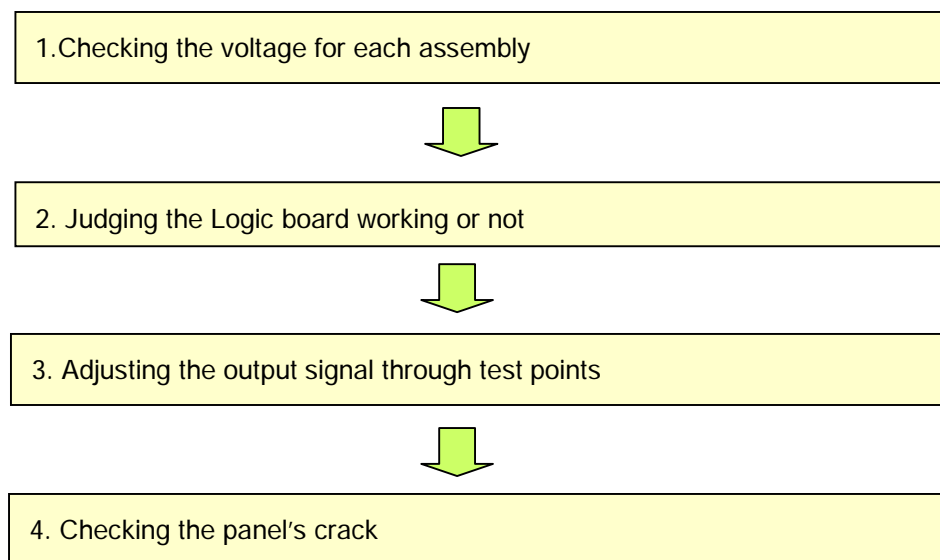 1.Checking the voltage for each assembly
2. Judging the Logic board working or not
3. Adjusting the output signal through test points
4. Checking the panel's crack